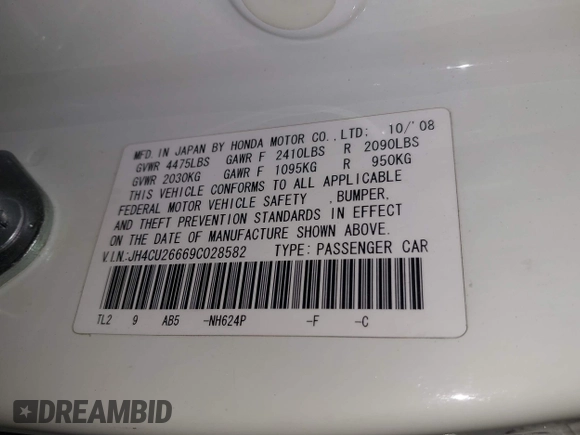 MFD. IN JAPAN BY HONDA MOTOR CO., LTD: 10/'08
GVWR 4475LBS GAWR F 2410LBS R 2090LBS
GVWR 2030KG GAWR F 1095KG R 950KG
THIS VEHICLE CONFORMS TO ALL APPLICABLE
FEDERAL MOTOR VEHICLE SAFETY , BUMPER,
AND THEFT PREVENTION STANDARDS IN EFFECT
ON THE DATE OF MANUFACTURE SHOWN ABOVE.
V.I.N.:JH4CU26669C028582 TYPE: PASSENGER CAR
TL2 9 AB5 -NH624P -F -C
DREAMBID